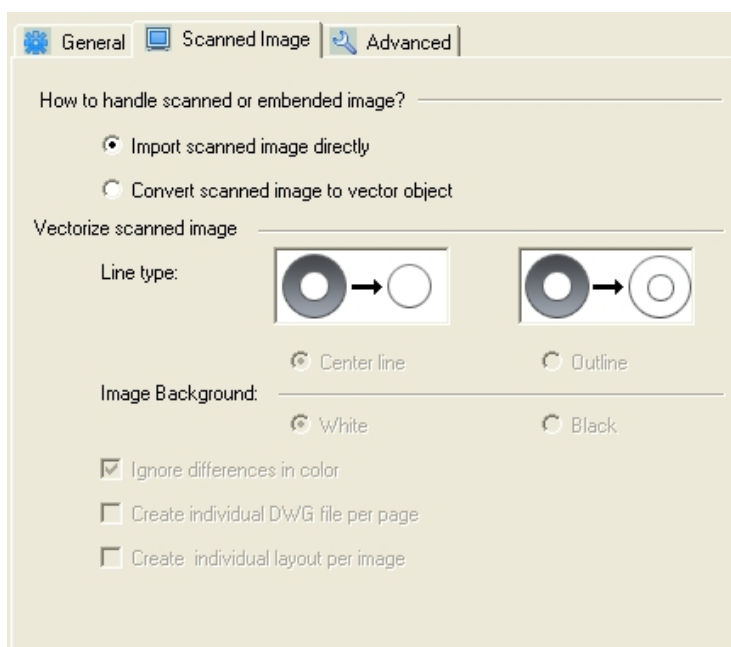 General Scanned Image Advanced
How to handle scanned or embended image?
Import scanned image directly
Convert scanned image to vector object
Vectorize scanned image
Line type:
Center line Outline
Image Background:
White Black
Ignore differences in color
Create individual DWG file per page
Create individual layout per image